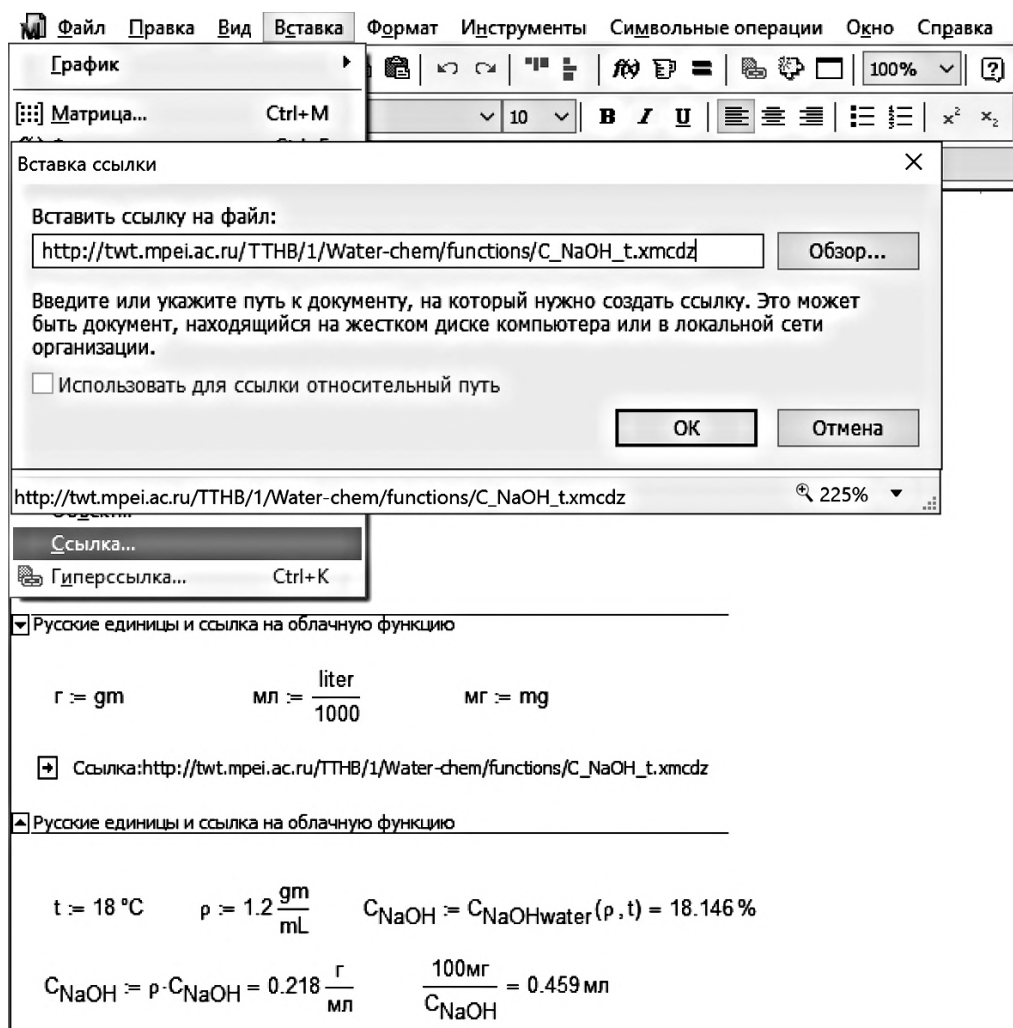 Файл Правка Вид Вставка Формат Инструменты Символьные операции Окно Справка
График
100%
Матрица... Ctrl+M
10 B I U x² x₂
Вставка ссылки
Вставить ссылку на файл:
http://twt.mpei.ac.ru/TTHB/1/Water-chem/functions/C_NaOH_t.xmcdz Обзор...
Введите или укажите путь к документу, на который нужно создать ссылку. Это может
быть документ, находящийся на жестком диске компьютера или в локальной сети
организации.
Использовать для ссылки относительный путь
ОК Отмена
http://twt.mpei.ac.ru/TTHB/1/Water-chem/functions/C_NaOH_t.xmcdz 225%
Ссылка...
Гиперссылка... Ctrl+K
Русские единицы и ссылка на облачную функцию
г := gm мл := liter/1000 мг := mg
Ссылка:http://twt.mpei.ac.ru/TTHB/1/Water-chem/functions/C_NaOH_t.xmcdz
Русские единицы и ссылка на облачную функцию
t := 18 °C ρ := 1.2 gm/mL C_NaOH := C_NaOHwater(ρ,t) = 18.146 %
C_NaOH := ρ·C_NaOH = 0.218 г/мл 100мг/C_NaOH = 0.459 мл